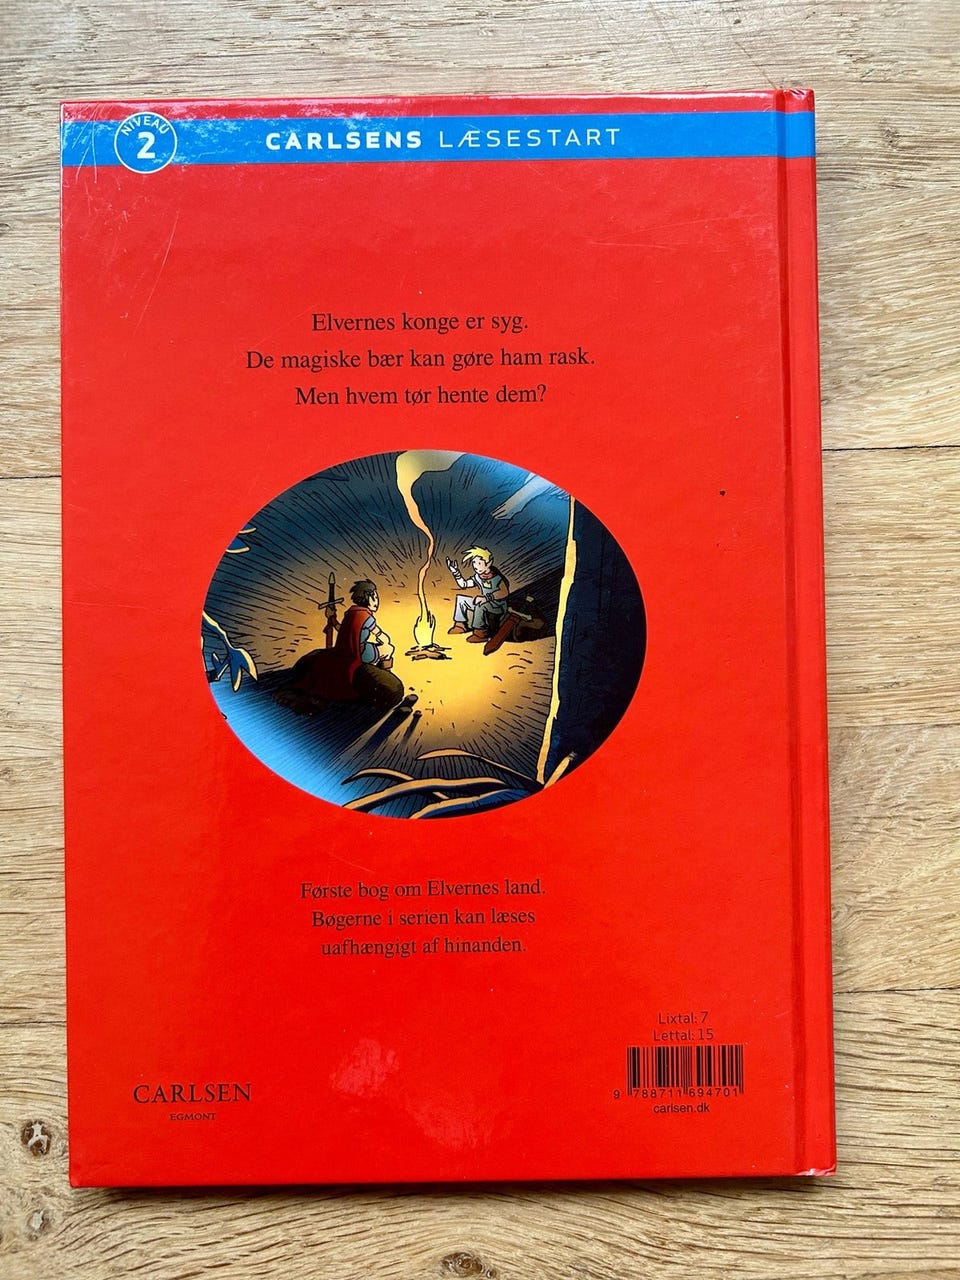 NIVEAU
2
CARLSENS LÆSESTART
Elvernes konge er syg.
De magiske bær kan gøre ham rask.
Men hvem tør hente dem?
Første bog om Elvernes land.
Bøgerne i serien kan læses
uafhængigt af hinanden.
Lixtal: 7
Lettal: 15
9 788711 694701
carlsen.dk
CARLSEN
EGMONT